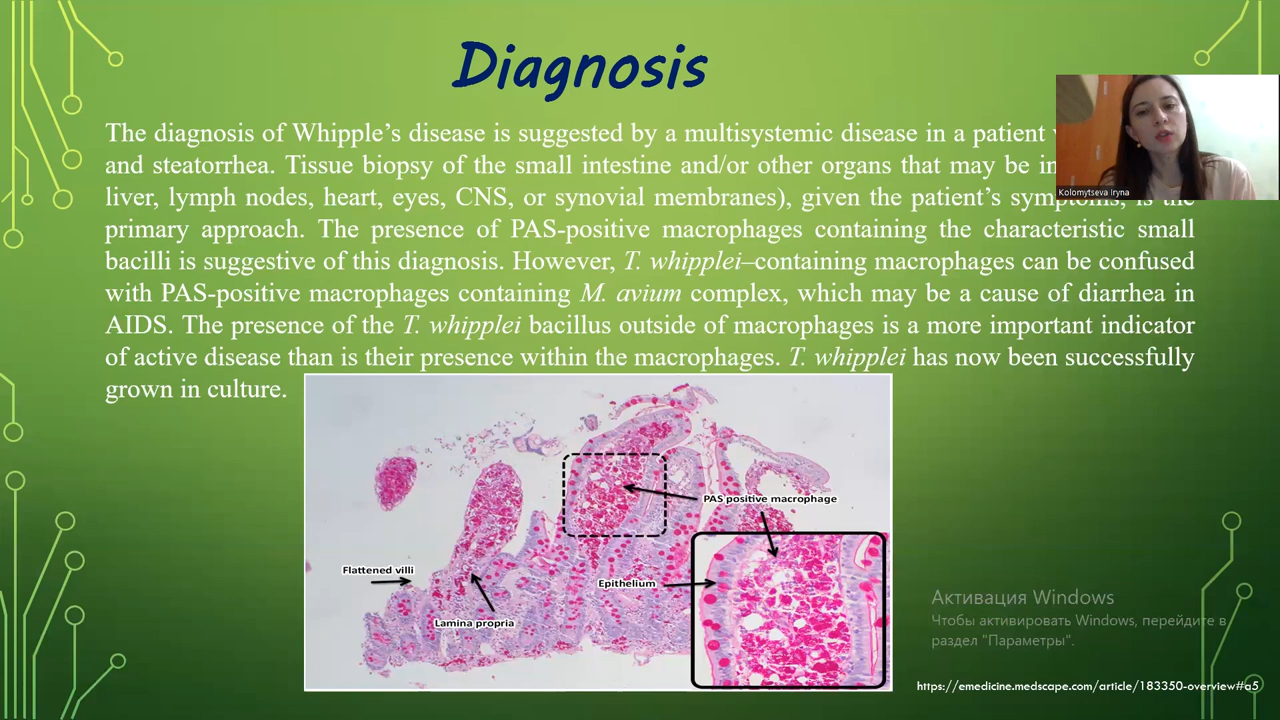 Diagnosis
The diagnosis of Whipple’s disease is suggested by a multisystemic disease in a patient
and steatorrhea. Tissue biopsy of the small intestine and/or other organs that may be
liver, lymph nodes, heart, eyes, CNS, or synovial membranes), given the patient’s symptoms, is the
primary approach. The presence of PAS-positive macrophages containing the characteristic small
bacilli is suggestive of this diagnosis. However, T. whipplei–containing macrophages can be confused
with PAS-positive macrophages containing M. avium complex, which may be a cause of diarrhea in
AIDS. The presence of the T. whipplei bacillus outside of macrophages is a more important indicator
of active disease than is their presence within the macrophages. T. whipplei has now been successfully
grown in culture.
Kolomytseva Iryna
PAS positive macrophage
Flattened villi
Epithelium
Lamina propria
Активация Windows
Чтобы активировать Windows, перейдите в
раздел "Параметры".
https://emedicine.medscape.com/article/183350-overview#a5